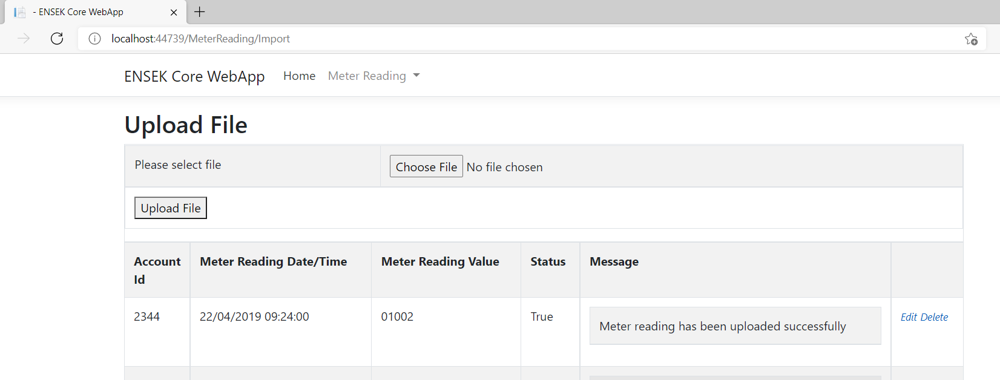 - ENSEK Core WebApp
localhost:44739/MeterReading/Import
ENSEK Core WebApp Home Meter Reading
Upload File
Please select file Choose File No file chosen
Upload File
Account Id Meter Reading Date/Time Meter Reading Value Status Message
2344 22/04/2019 09:24:00 01002 True Meter reading has been uploaded successfully Edit Delete